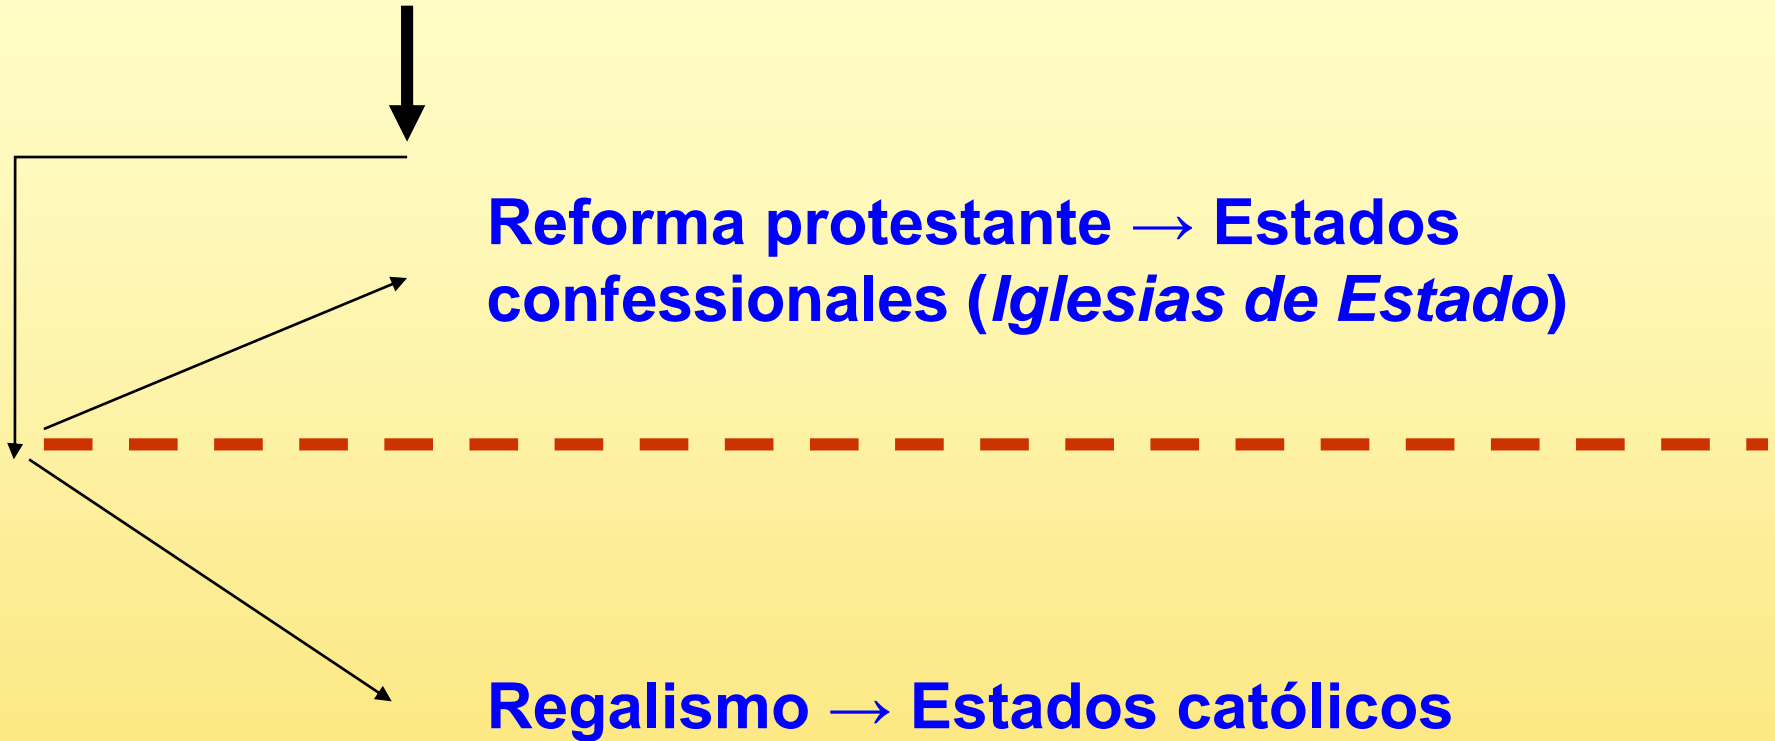 Reforma protestante → Estados
confessionales (Iglesias de Estado)
Regalismo → Estados católicos